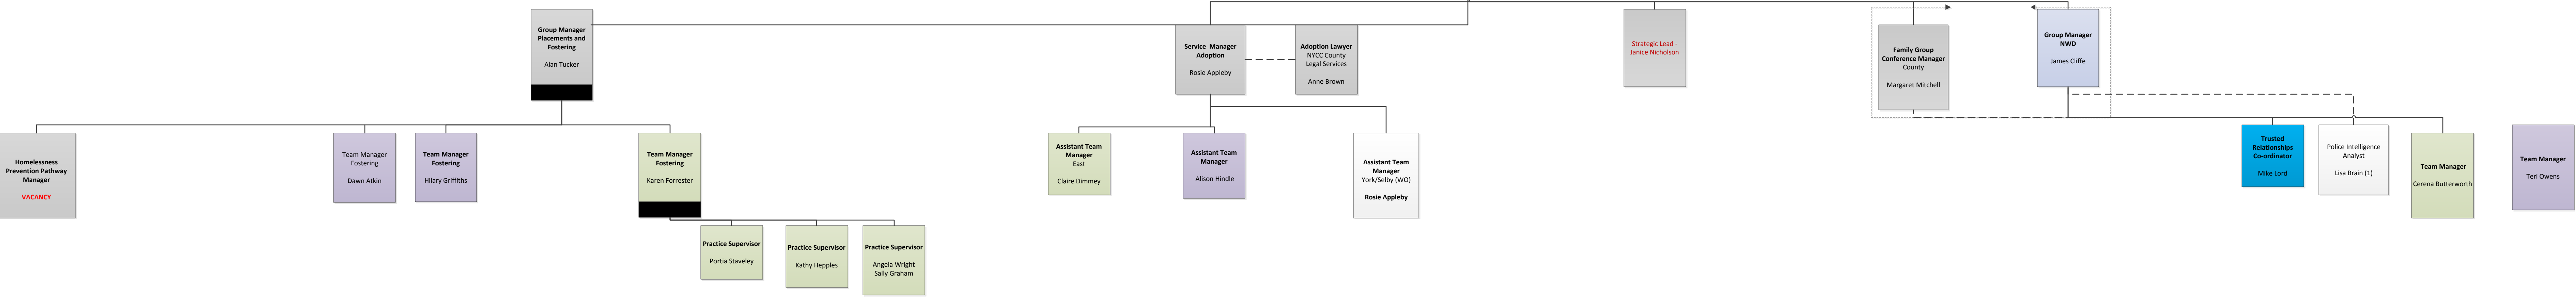 Group Manager
Placements and
Fostering
Alan Tucker
Service  Manager
Adoption
Rosie Appleby
Adoption Lawyer
NYCC County
Legal Services
Anne Brown
Strategic Lead -
Janice Nicholson
Family Group
Conference Manager
County
Margaret Mitchell
Group Manager
NWD
James Cliffe
Homelessness
Prevention Pathway
Manager
VACANCY
Team Manager
Fostering
Dawn Atkin
Team Manager
Fostering
Hilary Griffiths
Team Manager
Fostering
Karen Forrester
Assistant Team
Manager
East
Claire Dimmey
Assistant Team
Manager
Alison Hindle
Assistant Team
Manager
York/Selby (WO)
Rosie Appleby
Trusted
Relationships
Co-ordinator
Mike Lord
Police Intelligence
Analyst
Lisa Brain (1)
Team Manager
Cerena Butterworth
Team Manager
Teri Owens
Practice Supervisor
Portia Staveley
Practice Supervisor
Kathy Hepples
Practice Supervisor
Angela Wright
Sally Graham